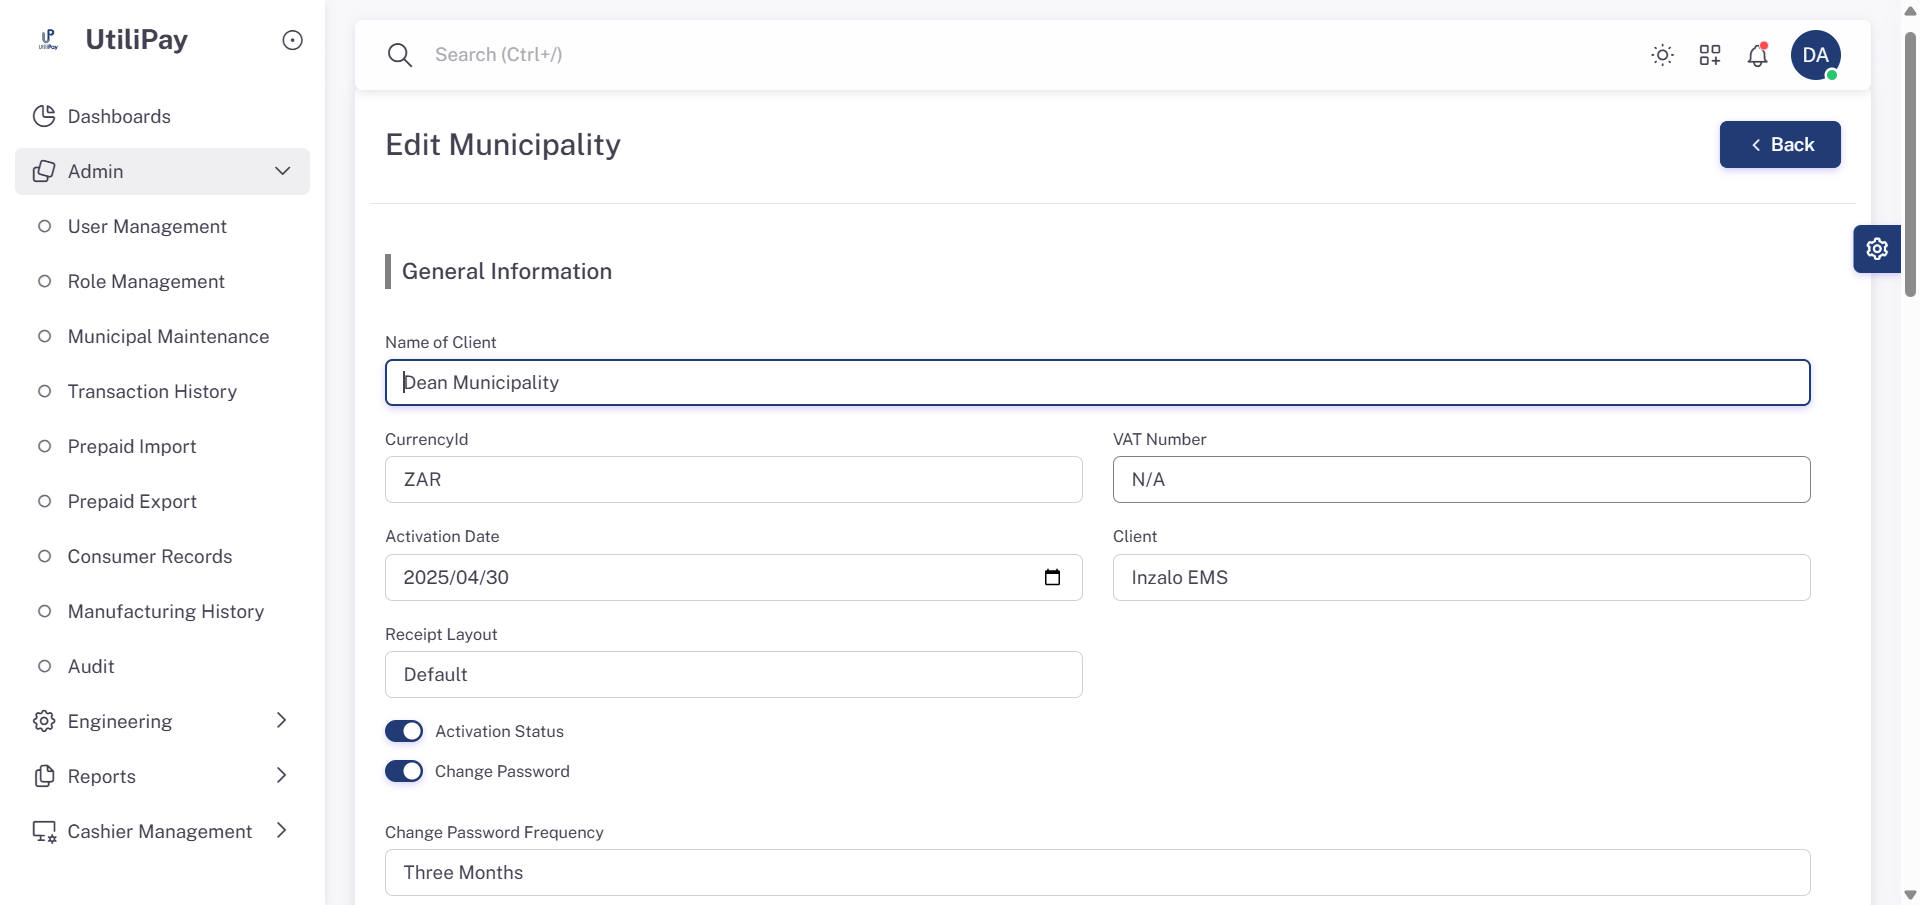 UtiliPay
UtiliPay
Dashboards
Admin
User Management
Role Management
Municipal Maintenance
Transaction History
Prepaid Import
Prepaid Export
Consumer Records
Manufacturing History
Audit
Engineering
Reports
Cashier Management
Search (Ctrl+/)
DA
Edit Municipality
Back
General Information
Name of Client
Dean Municipality
CurrencyId
VAT Number
ZAR
N/A
Activation Date
Client
2025/04/30
Inzalo EMS
Receipt Layout
Default
Activation Status
Change Password
Change Password Frequency
Three Months